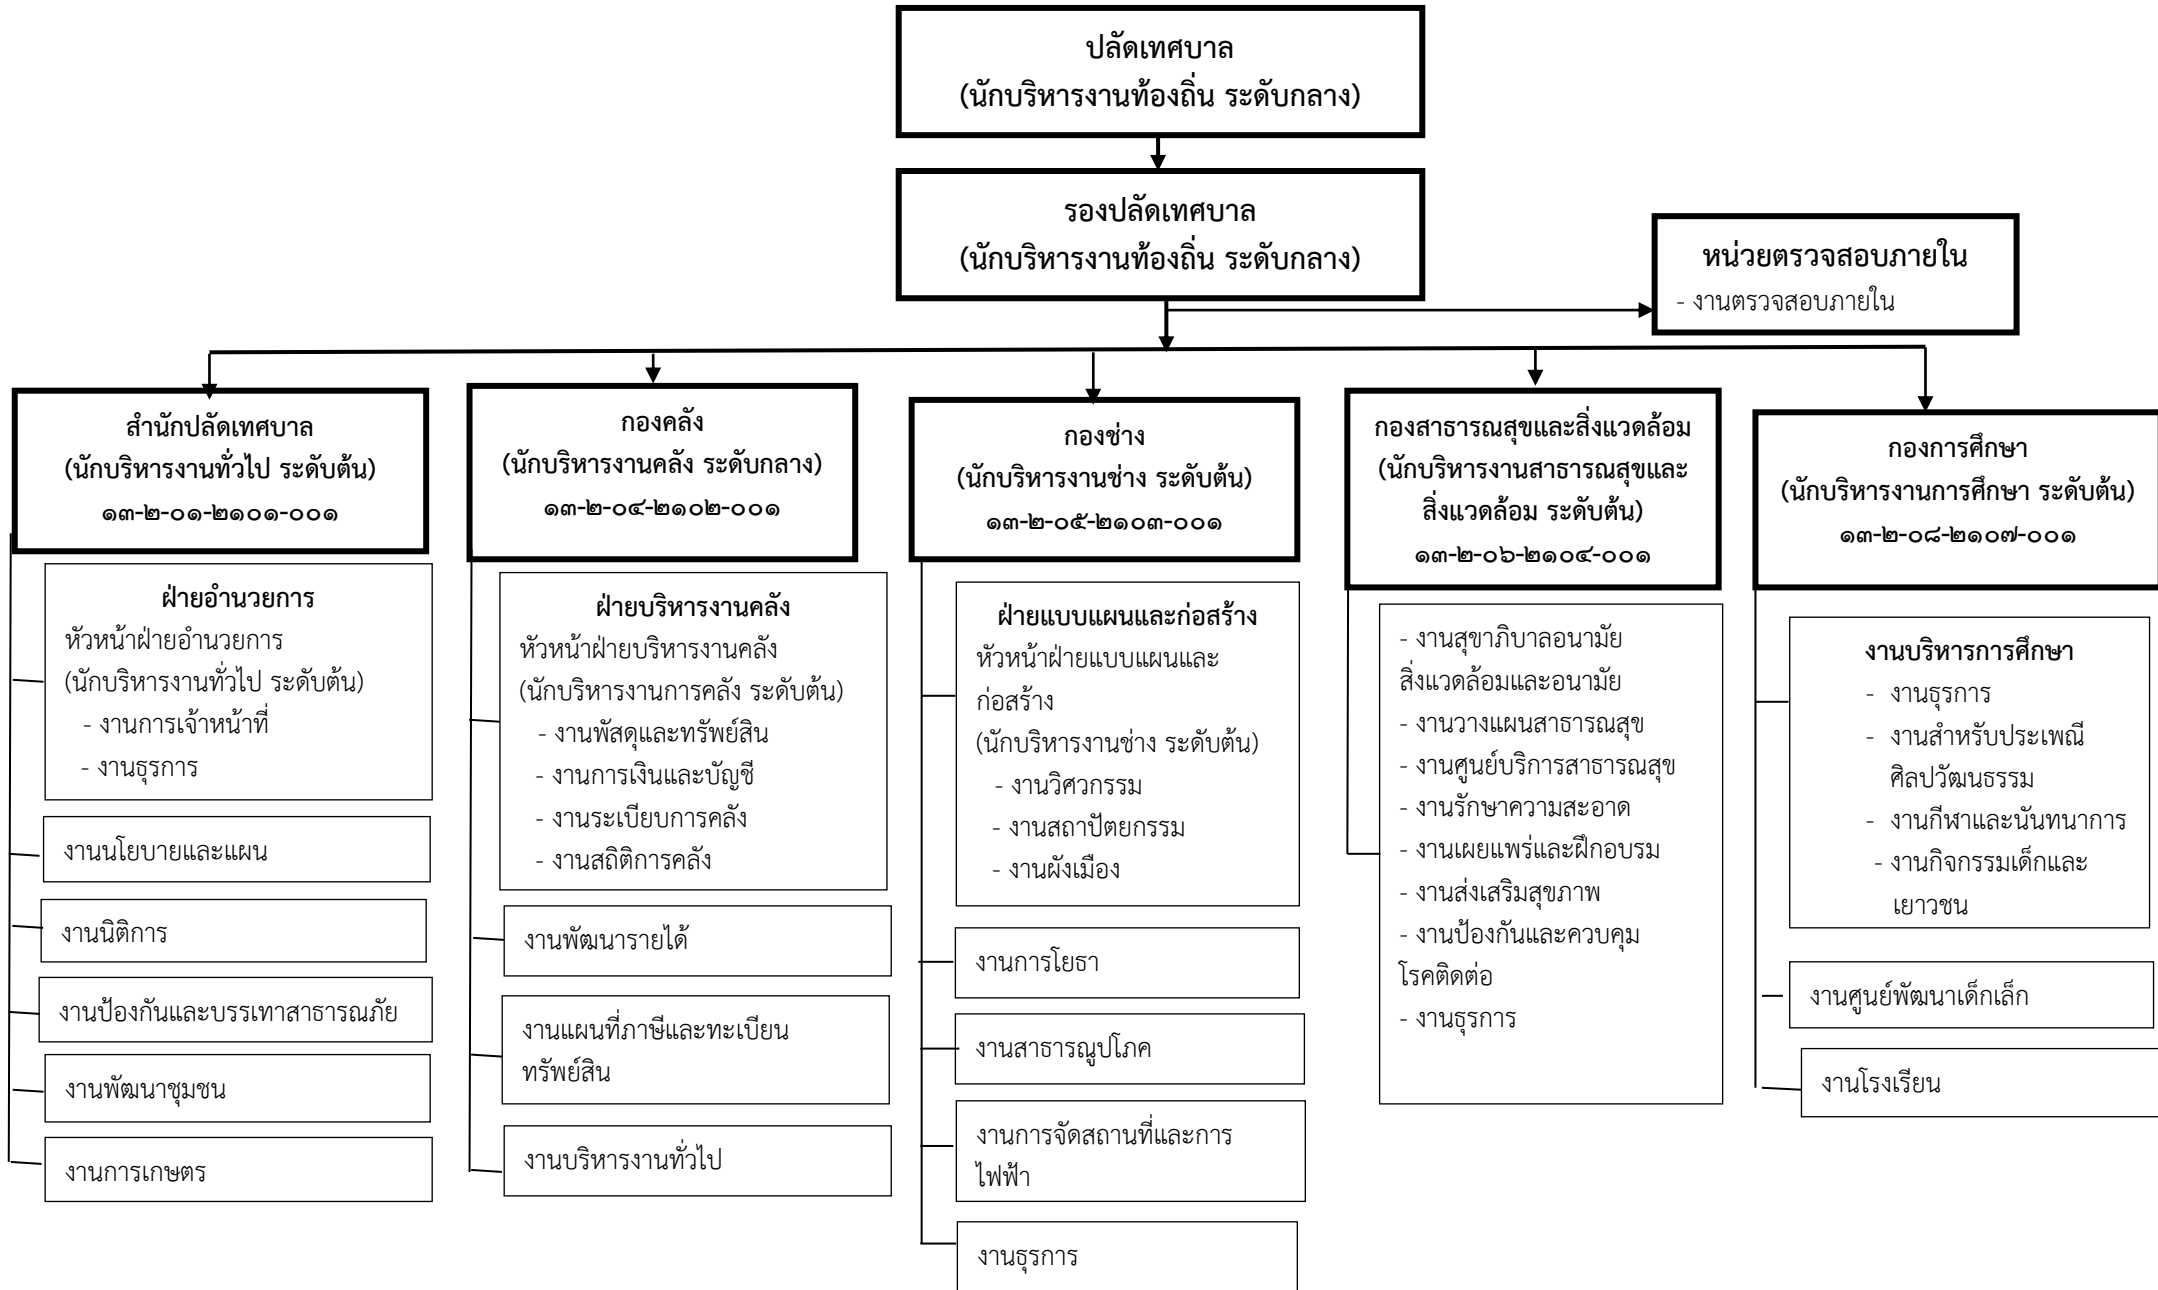 ปลัดเทศบาล
(นักบริหารงานท้องถิ่น ระดับกลาง)
รองปลัดเทศบาล
(นักบริหารงานท้องถิ่น ระดับกลาง)
หน่วยตรวจสอบภายใน
- งานตรวจสอบภายใน
สำนักปลัดเทศบาล
(นักบริหารงานทั่วไป ระดับต้น)
๑๓-๒-๐๑-๒๑๐๑-๐๐๑
ฝ่ายอำนวยการ
หัวหน้าฝ่ายอำนวยการ
(นักบริหารงานทั่วไป ระดับต้น)
- งานการเจ้าหน้าที่
- งานธุรการ
งานนโยบายและแผน
งานนิติการ
งานป้องกันและบรรเทาสาธารณภัย
งานพัฒนาชุมชน
งานการเกษตร
กองคลัง
(นักบริหารงานคลัง ระดับกลาง)
๑๓-๒-๐๔-๒๑๐๒-๐๐๑
ฝ่ายบริหารงานคลัง
หัวหน้าฝ่ายบริหารงานคลัง
(นักบริหารงานการคลัง ระดับต้น)
- งานพัสดุและทรัพย์สิน
- งานการเงินและบัญชี
- งานระเบียบการคลัง
- งานสถิติการคลัง
งานพัฒนารายได้
งานแผนที่ภาษีและทะเบียน
ทรัพย์สิน
งานบริหารงานทั่วไป
กองช่าง
(นักบริหารงานช่าง ระดับต้น)
๑๓-๒-๐๕-๒๑๐๓-๐๐๑
ฝ่ายแบบแผนและก่อสร้าง
หัวหน้าฝ่ายแบบแผนและ
ก่อสร้าง
(นักบริหารงานช่าง ระดับต้น)
- งานวิศวกรรม
- งานสถาปัตยกรรม
- งานผังเมือง
งานการโยธา
งานสาธารณูปโภค
งานการจัดสถานที่และการ
ไฟฟ้า
งานธุรการ
กองสาธารณสุขและสิ่งแวดล้อม
(นักบริหารงานสาธารณสุขและ
สิ่งแวดล้อม ระดับต้น)
๑๓-๒-๐๖-๒๑๐๔-๐๐๑
- งานสุขาภิบาลอนามัย
สิ่งแวดล้อมและอนามัย
- งานวางแผนสาธารณสุข
- งานศูนย์บริการสาธารณสุข
- งานรักษาความสะอาด
- งานเผยแพร่และฝึกอบรม
- งานส่งเสริมสุขภาพ
- งานป้องกันและควบคุม
โรคติดต่อ
- งานธุรการ
กองการศึกษา
(นักบริหารงานการศึกษา ระดับต้น)
๑๓-๒-๐๘-๒๑๐๗-๐๐๑
งานบริหารการศึกษา
- งานธุรการ
- งานสำหรับประเพณี
ศิลปวัฒนธรรม
- งานกีฬาและนันทนาการ
- งานกิจกรรมเด็กและ
เยาวชน
งานศูนย์พัฒนาเด็กเล็ก
งานโรงเรียน